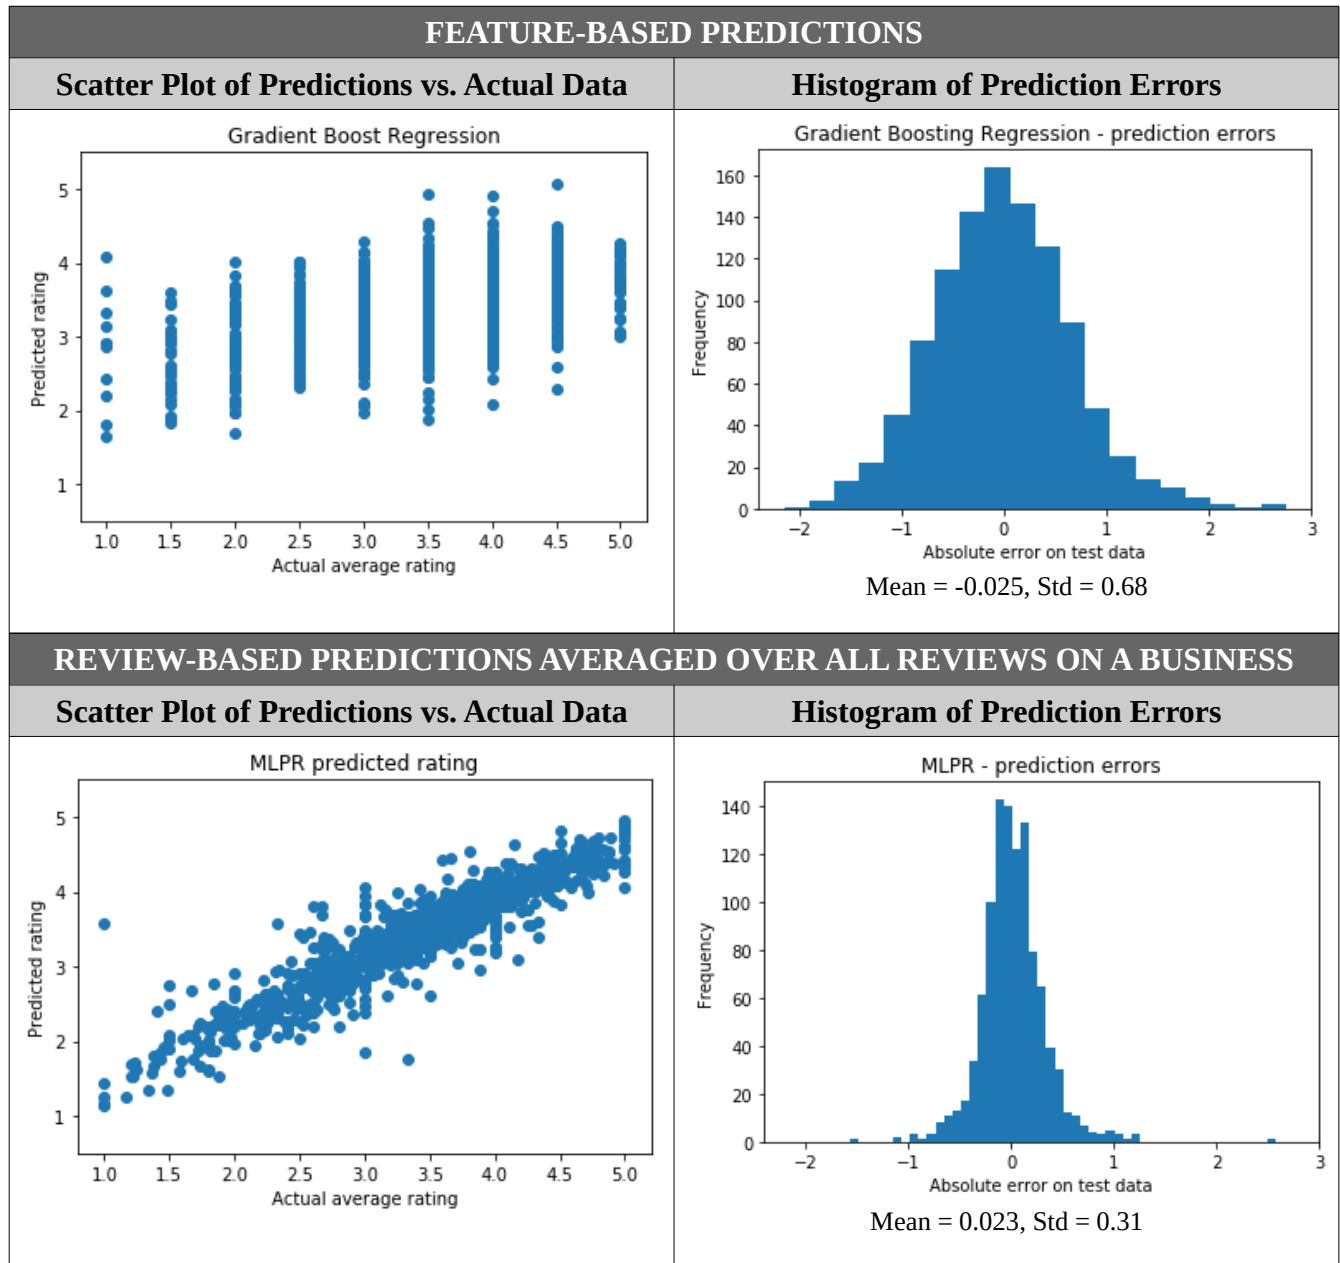 FEATURE-BASED PREDICTIONS
Scatter Plot of Predictions vs. Actual Data
Histogram of Prediction Errors
Gradient Boost Regression
5
4
3
2
1
Predicted rating
1.0 1.5 2.0 2.5 3.0 3.5 4.0 4.5 5.0
Actual average rating
Gradient Boosting Regression - prediction errors
160
140
120
100
80
60
40
20
0
Frequency
−2 −1 0 1 2 3
Absolute error on test data
Mean = -0.025, Std = 0.68
REVIEW-BASED PREDICTIONS AVERAGED OVER ALL REVIEWS ON A BUSINESS
Scatter Plot of Predictions vs. Actual Data
Histogram of Prediction Errors
MLPR predicted rating
5
4
3
2
1
Predicted rating
1.0 1.5 2.0 2.5 3.0 3.5 4.0 4.5 5.0
Actual average rating
MLPR - prediction errors
140
120
100
80
60
40
20
0
Frequency
−2 −1 0 1 2 3
Absolute error on test data
Mean = 0.023, Std = 0.31